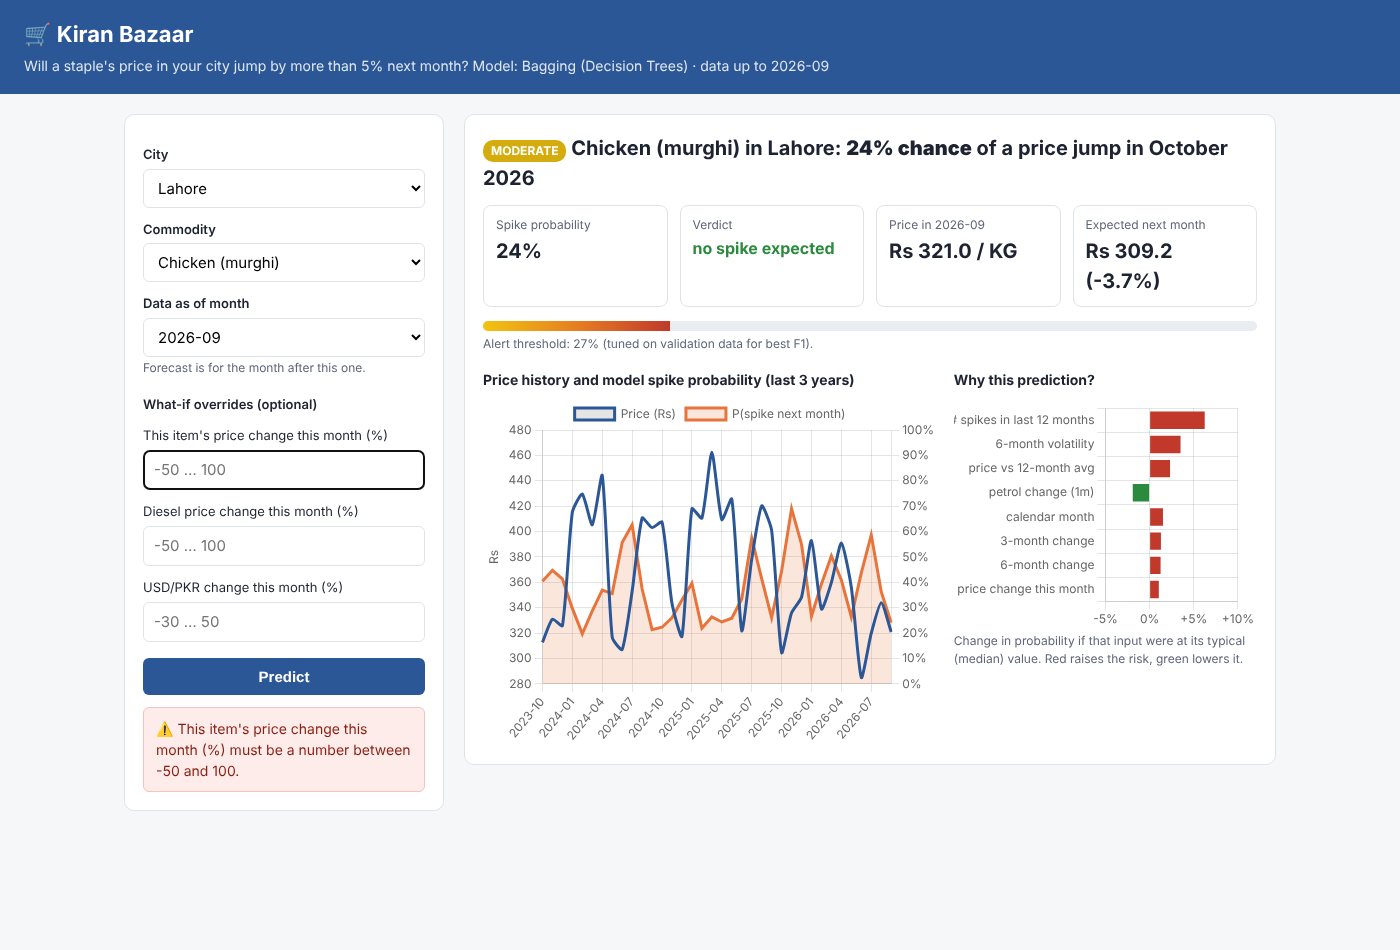 🛒 Kiran Bazaar
Will a staple's price in your city jump by more than 5% next month? Model: Bagging (Decision Trees) · data up to 2026-09
City
Lahore
Commodity
Chicken (murghi)
Data as of month
2026-09
Forecast is for the month after this one.
What-if overrides (optional)
This item's price change this month (%)
-50 … 100
Diesel price change this month (%)
-50 … 100
USD/PKR change this month (%)
-30 … 50
Predict
⚠️ This item's price change this
month (%) must be a number between
-50 and 100.
MODERATE Chicken (murghi) in Lahore: 24% chance of a price jump in October
2026
Spike probability
24%
Verdict
no spike expected
Price in 2026-09
Rs 321.0 / KG
Expected next month
Rs 309.2
(-3.7%)
Alert threshold: 27% (tuned on validation data for best F1).
Price history and model spike probability (last 3 years)
Price (Rs) P(spike next month)
480
460
440
420
400
380
360
340
320
300
280
Rs
100%
90%
80%
70%
60%
50%
40%
30%
20%
10%
0%
2023-10
2024-01
2024-04
2024-07
2024-10
2025-01
2025-04
2025-07
2025-10
2026-01
2026-04
2026-07
Why this prediction?
# spikes in last 12 months
6-month volatility
price vs 12-month avg
petrol change (1m)
calendar month
3-month change
6-month change
price change this month
-5% 0% +5% +10%
Change in probability if that input were at its typical
(median) value. Red raises the risk, green lowers it.